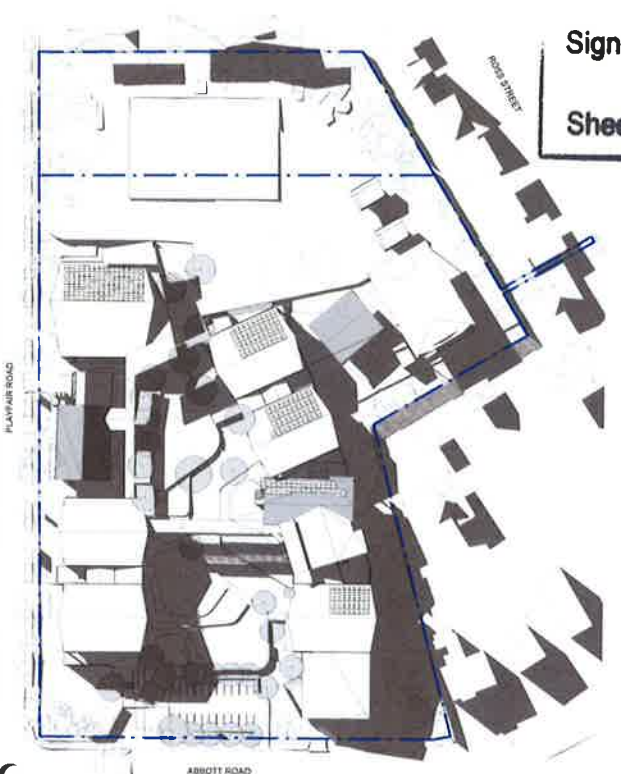 Sign
Shee
ROSS STREET
PLAYFAIR ROAD
ABBOTT ROAD